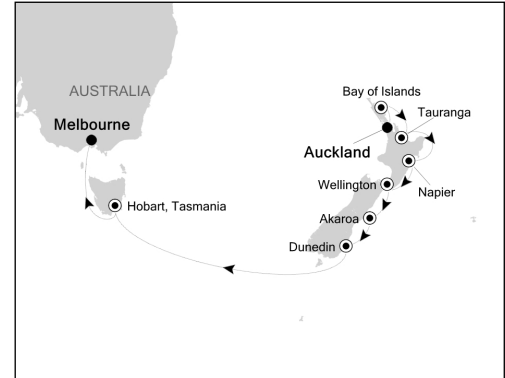 Bay of Islands
AUSTRALIA
Tauranga
Melbourne
Auckland
Wellington
Napier
Hobart, Tasmania
Akaroa
Dunedin